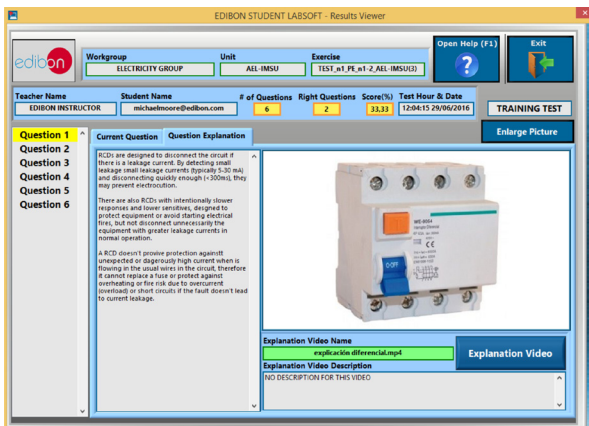 EDIBON STUDENT LABSOFT - Results Viewer
edibon
Workgroup
ELECTRICITY GROUP
Unit
AEL-IMSU
Exercise
TEST_n1_PE_n1-2_AEL-IMSU(3)
Open Help (F1)
?
Exit
Teacher Name
EDIBON INSTRUCTOR
Student Name
michaelmoore@edibon.com
# of Questions
6
Right Questions
2
Score(%)
33,33
Test Hour & Date
12:04:15 29/06/2016
TRAINING TEST
Question 1
Question 2
Question 3
Question 4
Question 5
Question 6
Current Question
Question Explanation
Enlarge Picture
RCDs are designed to disconnect the circuit if
there is a leakage current. By detecting small
leakage small leakage currents (typically 5-30 mA)
and disconnecting quickly enough (<300ms), they
may prevent electrocution.
There are also RCDs with intentionally slower
responses and lower sensitives, desgned to
protect equipment or avoid starting electrical
fires, but not disconnect unnecessarily the
equipment with greater leakage currents in
normal operation.
A RCD doesn't provice protection againstt
unexpected or dagerously high current when is
flowing in the usual wires in the circuit, therefore
it cannot replace a fuse or protect against
overheating or fire risk due to overcurrent
(overload) or short circuits if the fault doesn't lead
to current leakage.
CE
Explanation Video Name
explicación diferencial.mp4
Explanation Video
Explanation Video Description
NO DESCRIPTION FOR THIS VIDEO